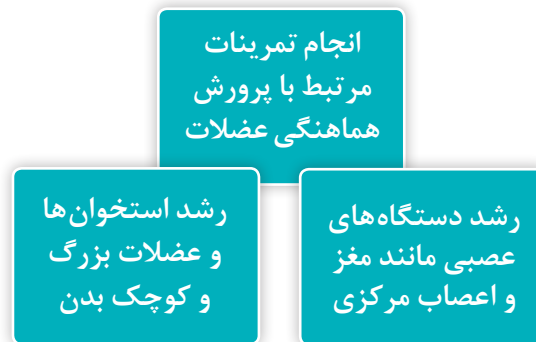 انجام تمرینات
مرتبط با پرورش
هماهنگی عضلات
رشد دستگاه‌های
عصبی مانند مغز
و اعصاب مرکزی
رشد استخوان‌ها
و عضلات بزرگ
و کوچک بدن